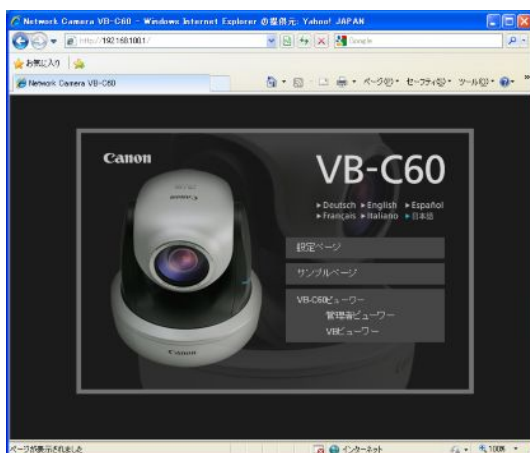 Network Camera VB-C60 - Windows Internet Explorer の提供元: Yahoo! JAPAN
http://192.168.100.1/
Google
お気に入り
Network Camera VB-C60
ページ(P) セーフティ(S) ツール(O)
Canon
VB-C60
Deutsch English Español
Français Italiano 日本語
設定ページ
サンプルページ
VB-C60ビューワー
管理者ビューワー
VBビューワー
Canon
ページが表示されました
インターネット
100%